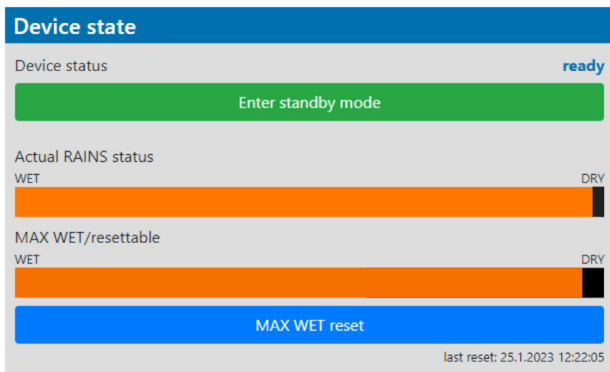 Device state
Device status ready
Enter standby mode
Actual RAINS status
WET DRY
MAX WET/resettable
WET DRY
MAX WET reset
last reset: 25.1.2023 12:22:05